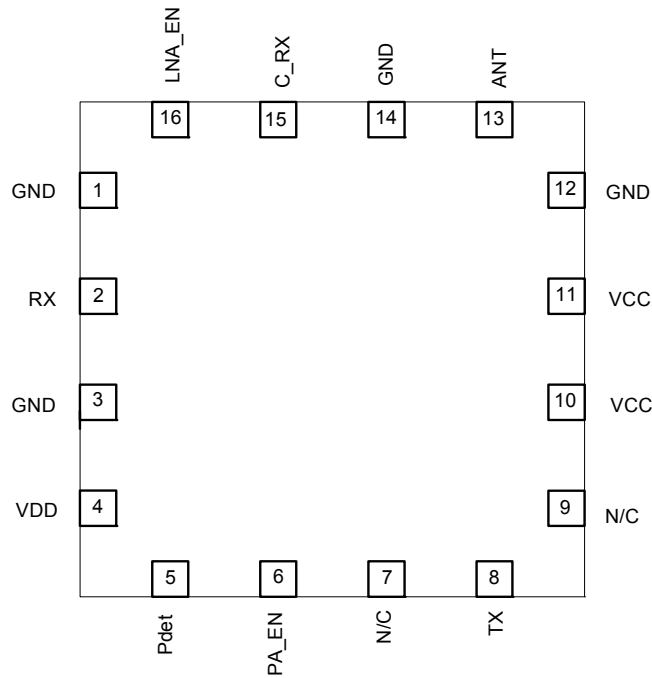 LNA_EN
C_RX
GND
ANT
16
15
14
13
GND
1
12
GND
RX
2
11
VCC
GND
3
10
VCC
VDD
4
9
N/C
5
6
7
8
Pdet
PA_EN
N/C
TX